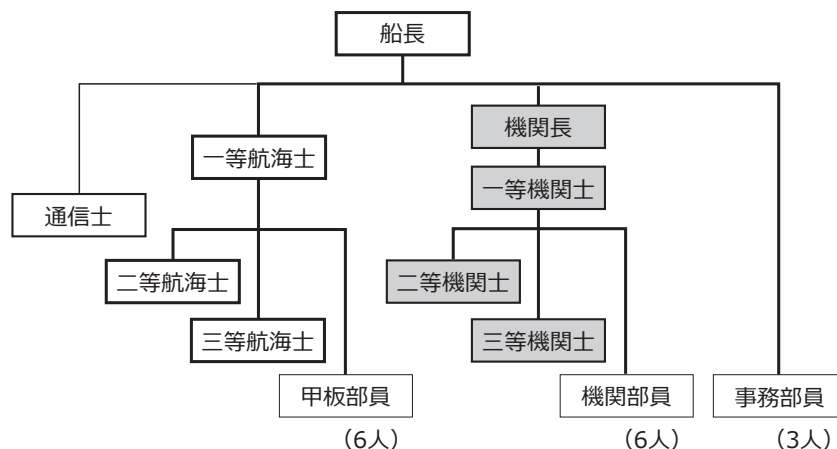 船長
機関長
一等航海士
一等機関士
通信士
二等航海士
二等機関士
三等航海士
三等機関士
甲板部員
機関部員
事務部員
(6人)
(6人)
(3人)